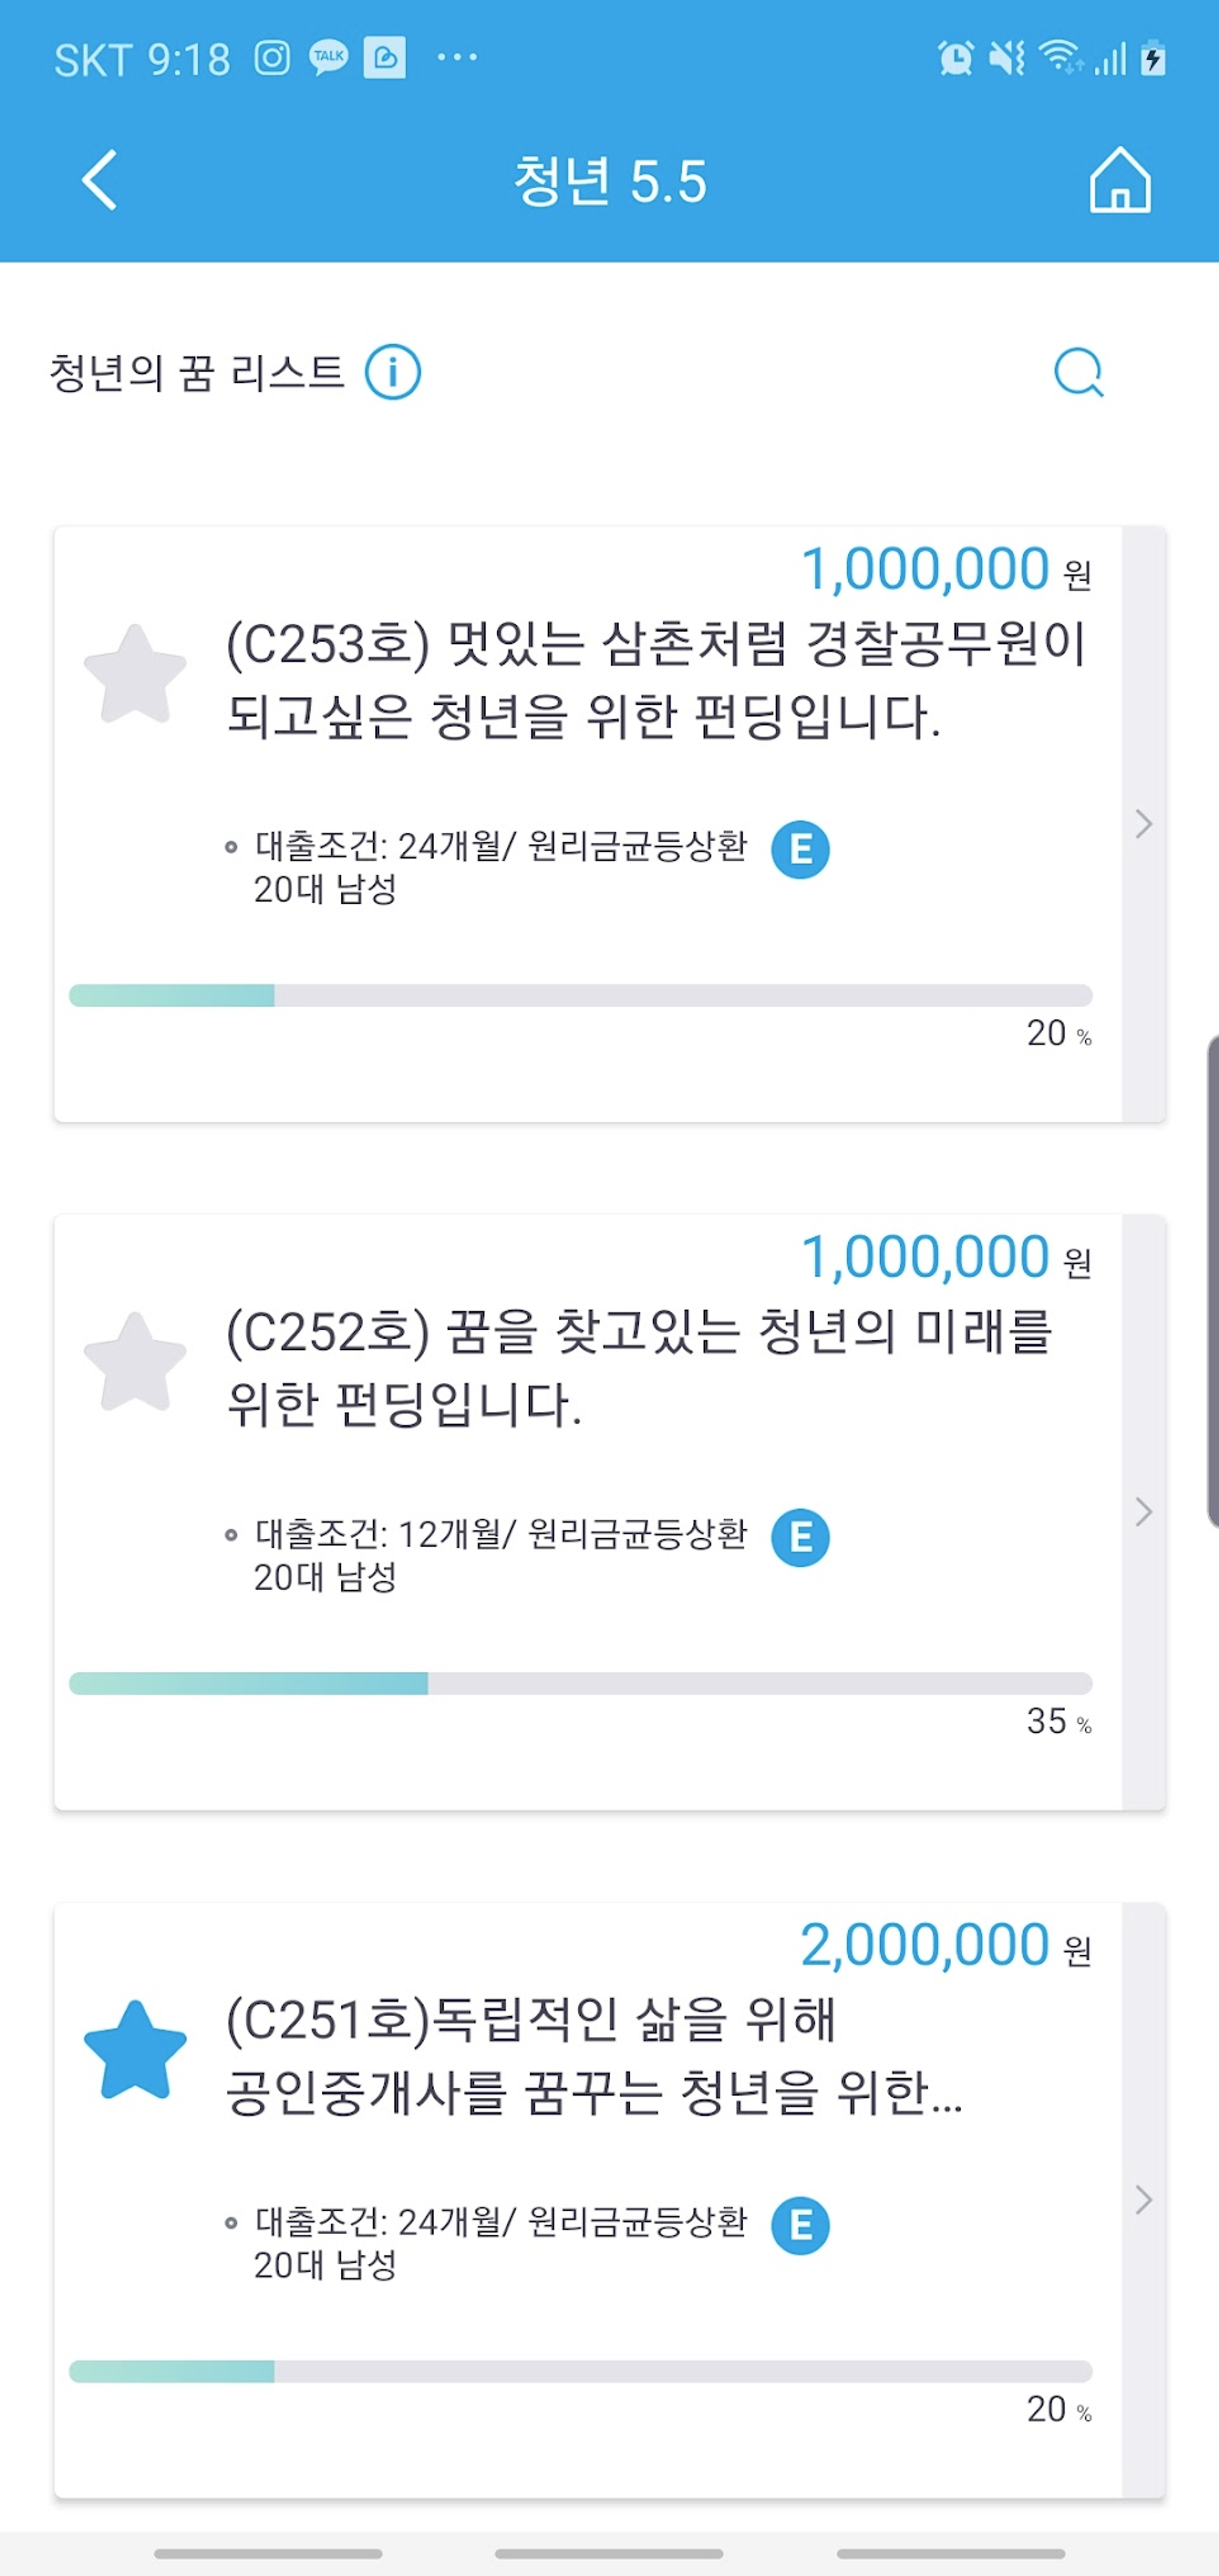 SKT 9:18 TALK ...
청년 5.5
청년의 꿈 리스트 i
1,000,000 원
(C253호) 멋있는 삼촌처럼 경찰공무원이
되고싶은 청년을 위한 펀딩입니다.
대출조건: 24개월/ 원리금균등상환 E
20대 남성
20 %
1,000,000 원
(C252호) 꿈을 찾고있는 청년의 미래를
위한 펀딩입니다.
대출조건: 12개월/ 원리금균등상환 E
20대 남성
35 %
2,000,000 원
(C251호)독립적인 삶을 위해
공인중개사를 꿈꾸는 청년을 위한...
대출조건: 24개월/ 원리금균등상환 E
20대 남성
20 %